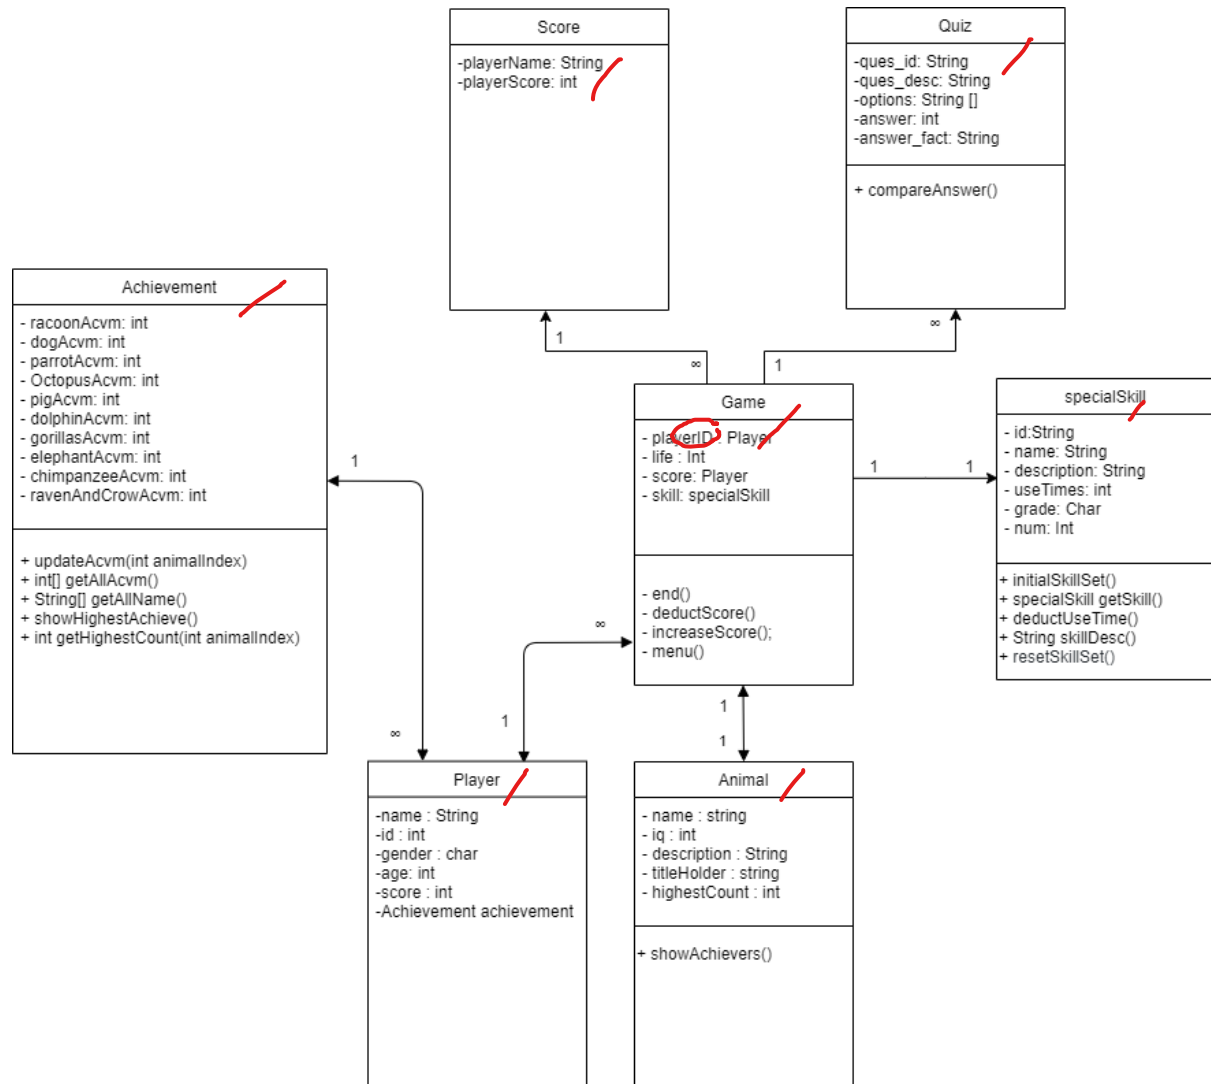 Score
-playerName: String
-playerScore: int
Quiz
-ques_id: String
-ques_desc: String
-options: String []
-answer: int
-answer_fact: String
+ compareAnswer()
Achievement
- racoonAcvm: int
- dogAcvm: int
- parrotAcvm: int
- OctopusAcvm: int
- pigAcvm: int
- dolphinAcvm: int
- gorillasAcvm: int
- elephantAcvm: int
- chimpanzeeAcvm: int
- ravenAndCrowAcvm: int
+ updateAcvm(int animalIndex)
+ int[] getAllAcvm()
+ String[] getAllName()
+ showHighestAchieve()
+ int getHighestCount(int animalIndex)
1
∞
∞
1
1
∞
Game
- playerID : Player
- life : Int
- score: Player
- skill: specialSkill
- end()
- deductScore()
- increaseScore();
- menu()
1
1
specialSkill
- id:String
- name: String
- description: String
- useTimes: int
- grade: Char
- num: Int
+ initialSkillSet()
+ specialSkill getSkill()
+ deductUseTime()
+ String skillDesc()
+ resetSkillSet()
1
∞
∞
1
1
1
Player
-name : String
-id : int
-gender : char
-age: int
-score : int
-Achievement achievement
Animal
- name : string
- iq : int
- description : String
- titleHolder : string
- highestCount : int
+ showAchievers()